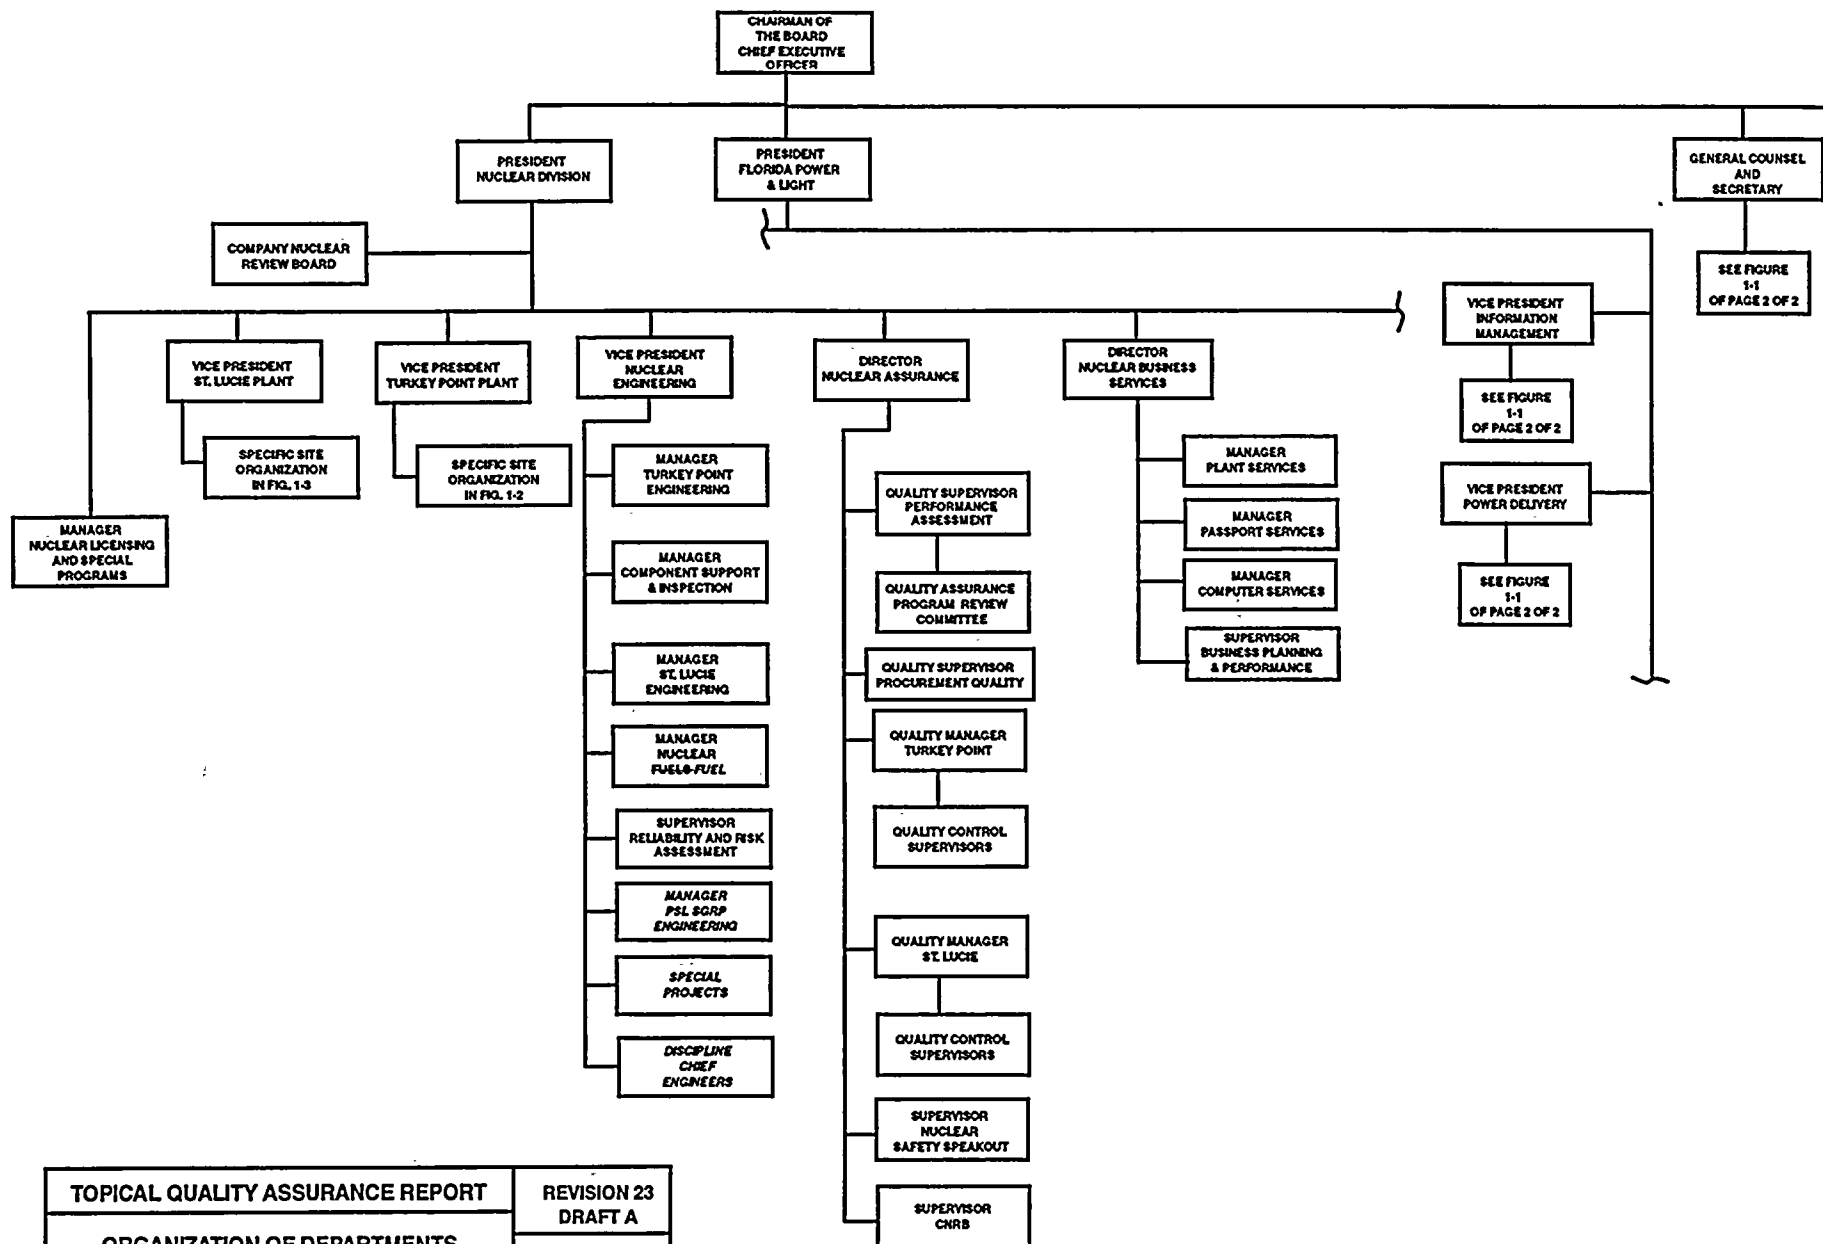 CHAIRMAN OF
THE BOARD
CHIEF EXECUTIVE
OFFICER
PRESIDENT
NUCLEAR DIVISION
PRESIDENT
FLORIDA POWER
& LIGHT
GENERAL COUNSEL
AND
SECRETARY
COMPANY NUCLEAR
REVIEW BOARD
SEE FIGURE
1-1
OF PAGE 2 OF 2
VICE PRESIDENT
INFORMATION
MANAGEMENT
SEE FIGURE
1-1
OF PAGE 2 OF 2
VICE PRESIDENT
POWER DELIVERY
SEE FIGURE
1-1
OF PAGE 2 OF 2
MANAGER
NUCLEAR LICENSING
AND SPECIAL
PROGRAMS
VICE PRESIDENT
ST. LUCIE PLANT
SPECIFIC SITE
ORGANIZATION
IN FIG. 1-3
VICE PRESIDENT
TURKEY POINT PLANT
SPECIFIC SITE
ORGANIZATION
IN FIG. 1-2
VICE PRESIDENT
NUCLEAR
ENGINEERING
MANAGER
TURKEY POINT
ENGINEERING
MANAGER
COMPONENT SUPPORT
& INSPECTION
MANAGER
ST. LUCIE
ENGINEERING
MANAGER
NUCLEAR
FUELS FUEL
SUPERVISOR
RELIABILITY AND RISK
ASSESSMENT
MANAGER
PSL SGRP
ENGINEERING
SPECIAL
PROJECTS
DISCIPLINE
CHIEF
ENGINEERS
DIRECTOR
NUCLEAR ASSURANCE
QUALITY SUPERVISOR
PERFORMANCE
ASSESSMENT
QUALITY ASSURANCE
PROGRAM REVIEW
COMMITTEE
QUALITY SUPERVISOR
PROCUREMENT QUALITY
QUALITY MANAGER
TURKEY POINT
QUALITY CONTROL
SUPERVISORS
QUALITY MANAGER
ST. LUCIE
QUALITY CONTROL
SUPERVISORS
SUPERVISOR
NUCLEAR
SAFETY SPEAKOUT
SUPERVISOR
CNRB
DIRECTOR
NUCLEAR BUSINESS
SERVICES
MANAGER
PLANT SERVICES
MANAGER
PASSPORT SERVICES
MANAGER
COMPUTER SERVICES
SUPERVISOR
BUSINESS PLANNING
& PERFORMANCE
TOPICAL QUALITY ASSURANCE REPORT
REVISION 23
DRAFT A
ORGANIZATION OF DEPARTMENTS